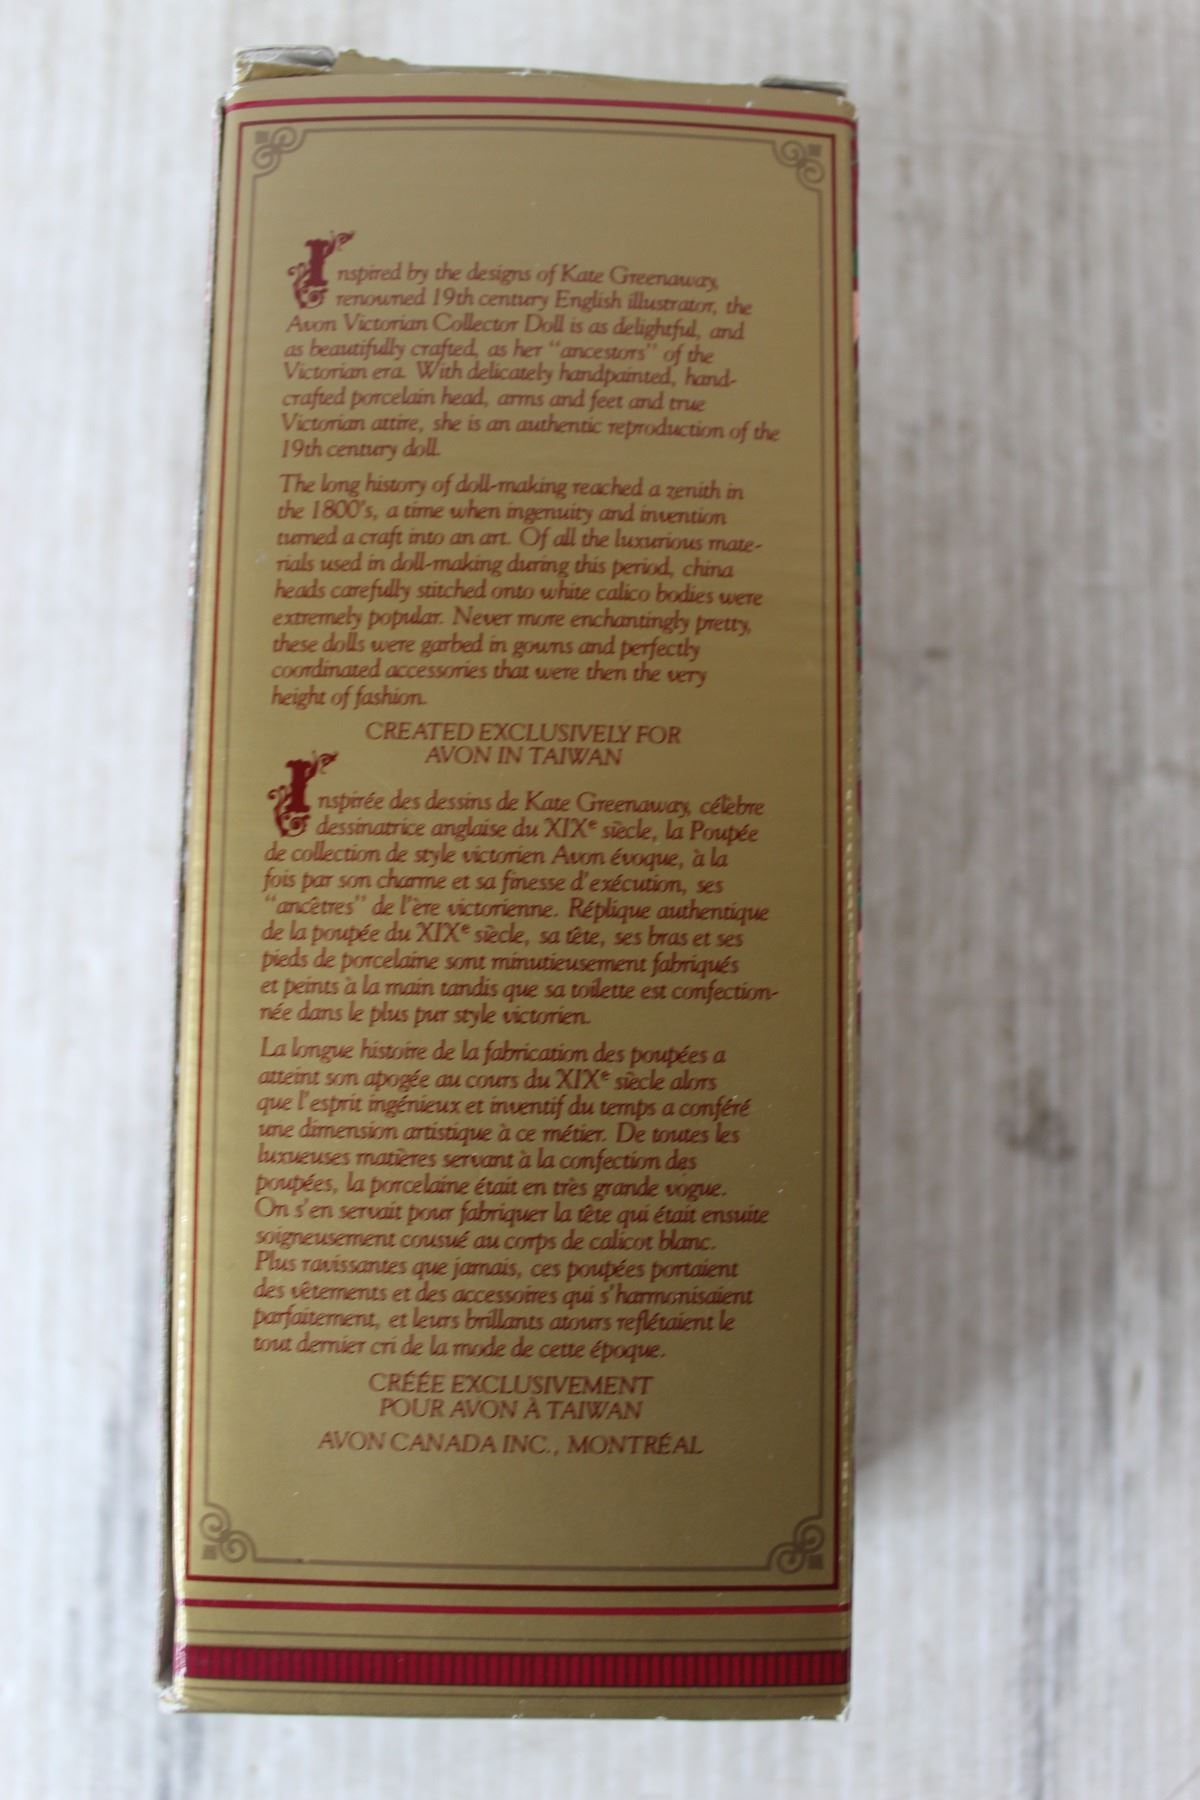 Inspired by the designs of Kate Greenaway,
renowned 19th century English illustrator, the
Avon Victorian Collector Doll is as delightful, and
as beautifully crafted, as her "ancestors" of the
Victorian era. With delicately handpainted, hand-
crafted porcelain head, arms and feet and true
Victorian attire, she is an authentic reproduction of the
19th century doll.
The long history of doll-making reached a zenith in
the 1800's, a time when ingenuity and invention
turned a craft into an art. Of all the luxurious mate-
rials used in doll-making during this period, china
heads carefully stitched onto white calico bodies were
extremely popular. Never more enchantingly pretty,
these dolls were garbed in gowns and perfectly
coordinated accessories that were then the very
height of fashion.
CREATED EXCLUSIVELY FOR
AVON IN TAIWAN
Inspirée des dessins de Kate Greenaway, célèbre
dessinatrice anglaise du XIXe siècle, la Poupée
de collection de style victorien Avon évoque, à la
fois par son charme et sa finesse d'exécution, ses
"ancêtres" de l'ère victorienne. Réplique authentique
de la poupée du XIXe siècle, sa tête, ses bras et ses
pieds de porcelaine sont minutieusement fabriqués
et peints à la main tandis que sa toilette est confection-
née dans le plus pur style victorien.
La longue histoire de la fabrication des poupées a
atteint son apogée au cours du XIXe siècle alors
que l'esprit ingénieux et inventif du temps a conféré
une dimension artistique à ce métier. De toutes les
luxueuses matières servant à la confection des
poupées, la porcelaine était en très grande vogue.
On s'en servait pour fabriquer la tête qui était ensuite
soigneusement cousué au corps de calicot blanc.
Plus ravissantes que jamais, ces poupées portaient
des vêtements et des accessoires qui s'harmonisaient
parfaitement, et leurs brillants atours reflétaient le
tout dernier cri de la mode de cette époque.
CRÉÉE EXCLUSIVEMENT
POUR AVON À TAIWAN
AVON CANADA INC., MONTRÉAL